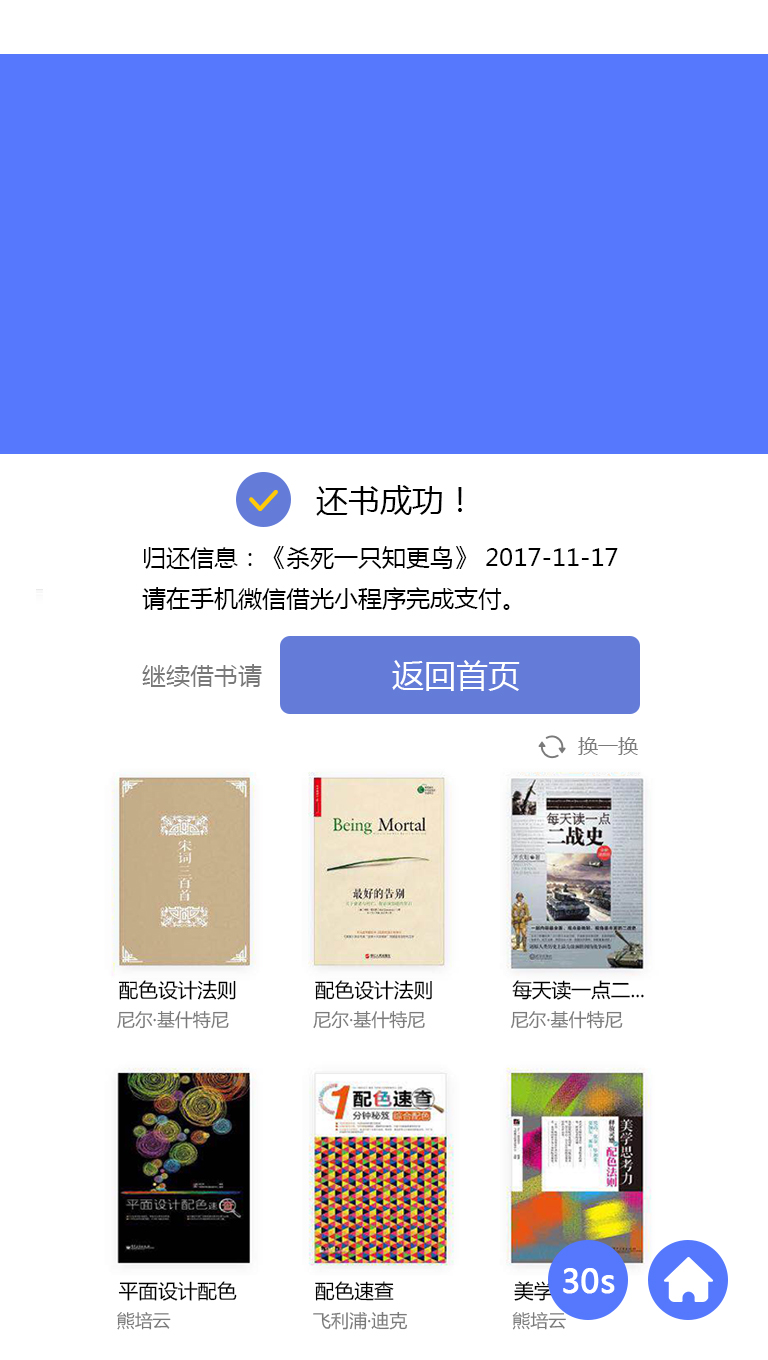 还书成功！
归还信息：《杀死一只知更鸟》 2017-11-17
请在手机微信借光小程序完成支付。
继续借书请
返回首页
换一换
宋词三百首
Being Mortal
最好的告别
每天读一点
二战史
配色设计法则
配色设计法则
每天读一点二...
尼尔·基什特尼
尼尔·基什特尼
尼尔·基什特尼
平面设计配色速查
1 配色速查
分钟秘笈 综合配色
美学思考力
配色法则
平面设计配色
配色速查
美学
30s
熊培云
飞利浦·迪克
熊培云